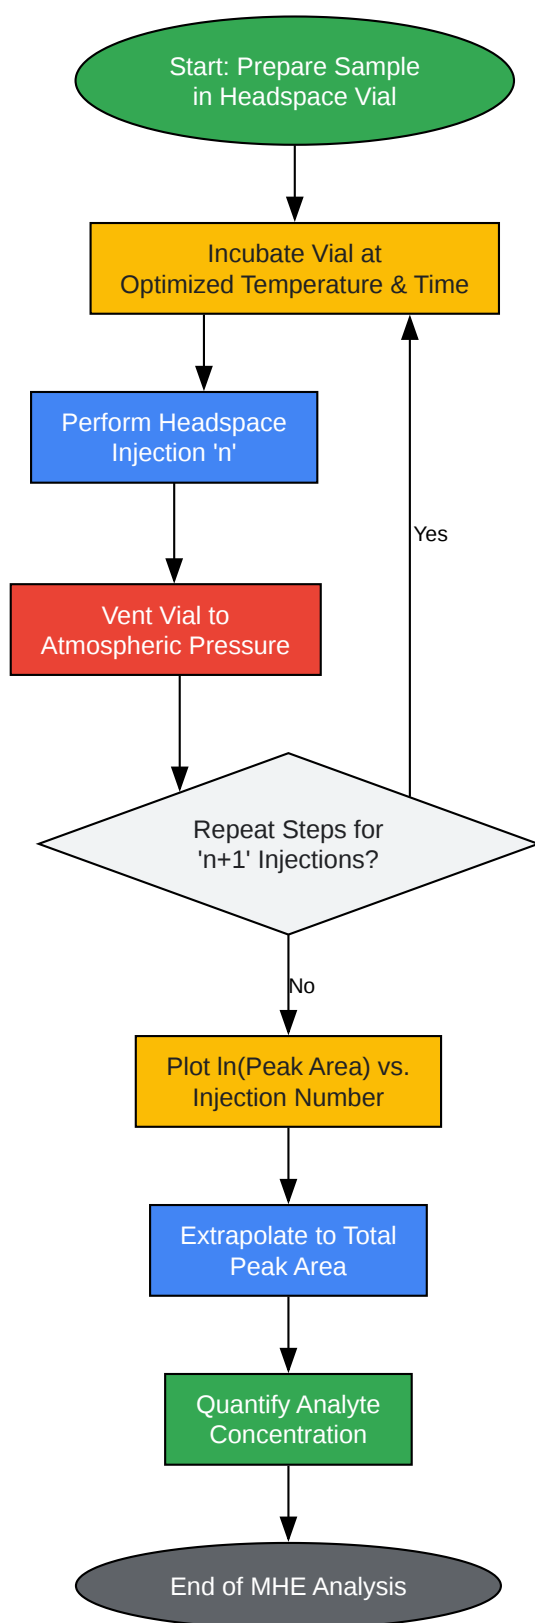 Start: Prepare Sample
in Headspace Vial
Incubate Vial at
Optimized Temperature & Time
Perform Headspace
Injection 'n'
Yes
Vent Vial to
Atmospheric Pressure
Repeat Steps for
'n+1' Injections?
No
Plot ln(Peak Area) vs.
Injection Number
Extrapolate to Total
Peak Area
Quantify Analyte
Concentration
End of MHE Analysis